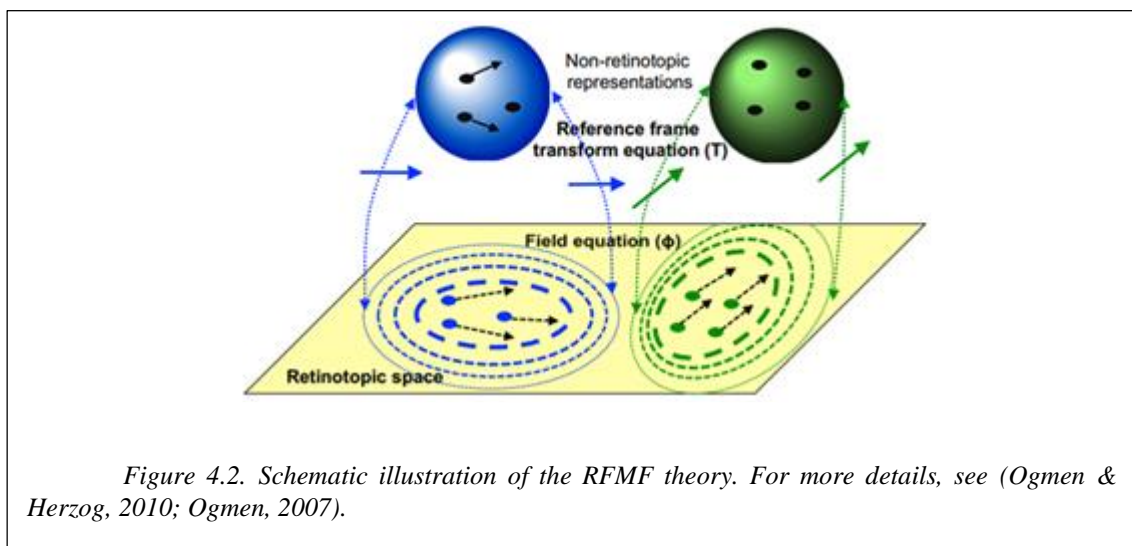 Non-retinotopic
representations
Reference frame
transform equation (T)
Field equation (ϕ)
Retinotopic space
Figure 4.2. Schematic illustration of the RFMF theory. For more details, see (Ogmen &
Herzog, 2010; Ogmen, 2007).